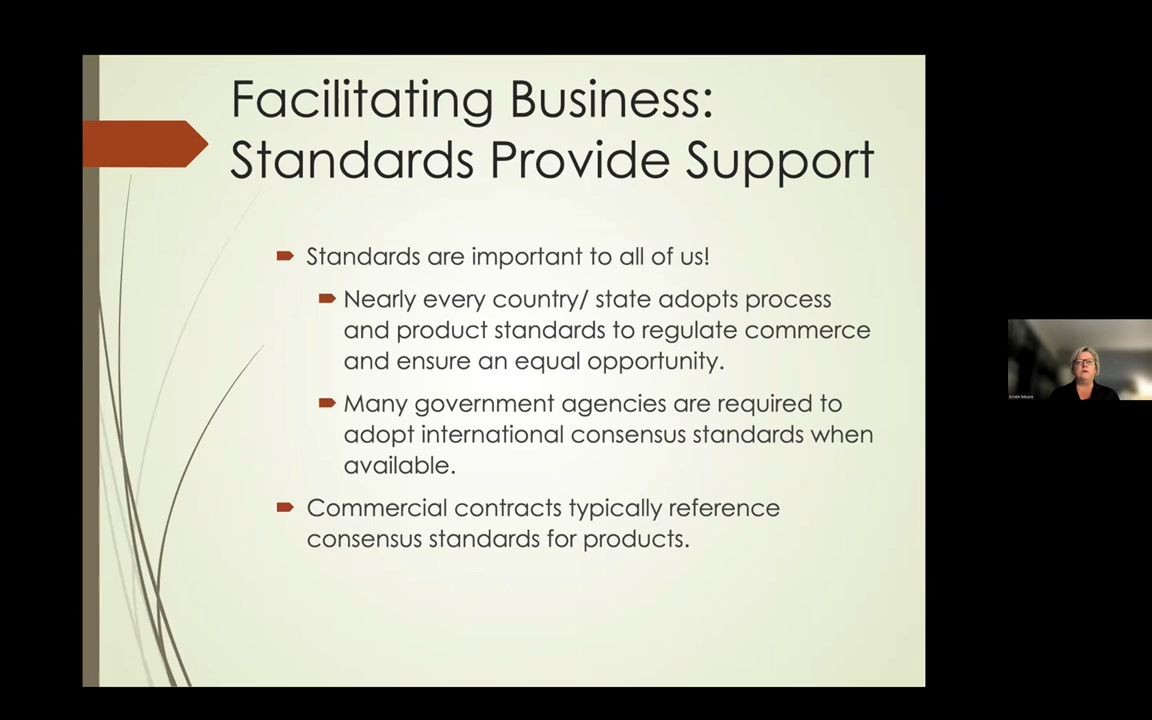 Facilitating Business:
Standards Provide Support
Standards are important to all of us!
Nearly every country/ state adopts process
and product standards to regulate commerce
and ensure an equal opportunity.
Many government agencies are required to
adopt international consensus standards when
available.
Commercial contracts typically reference
consensus standards for products.
Kristie Moore